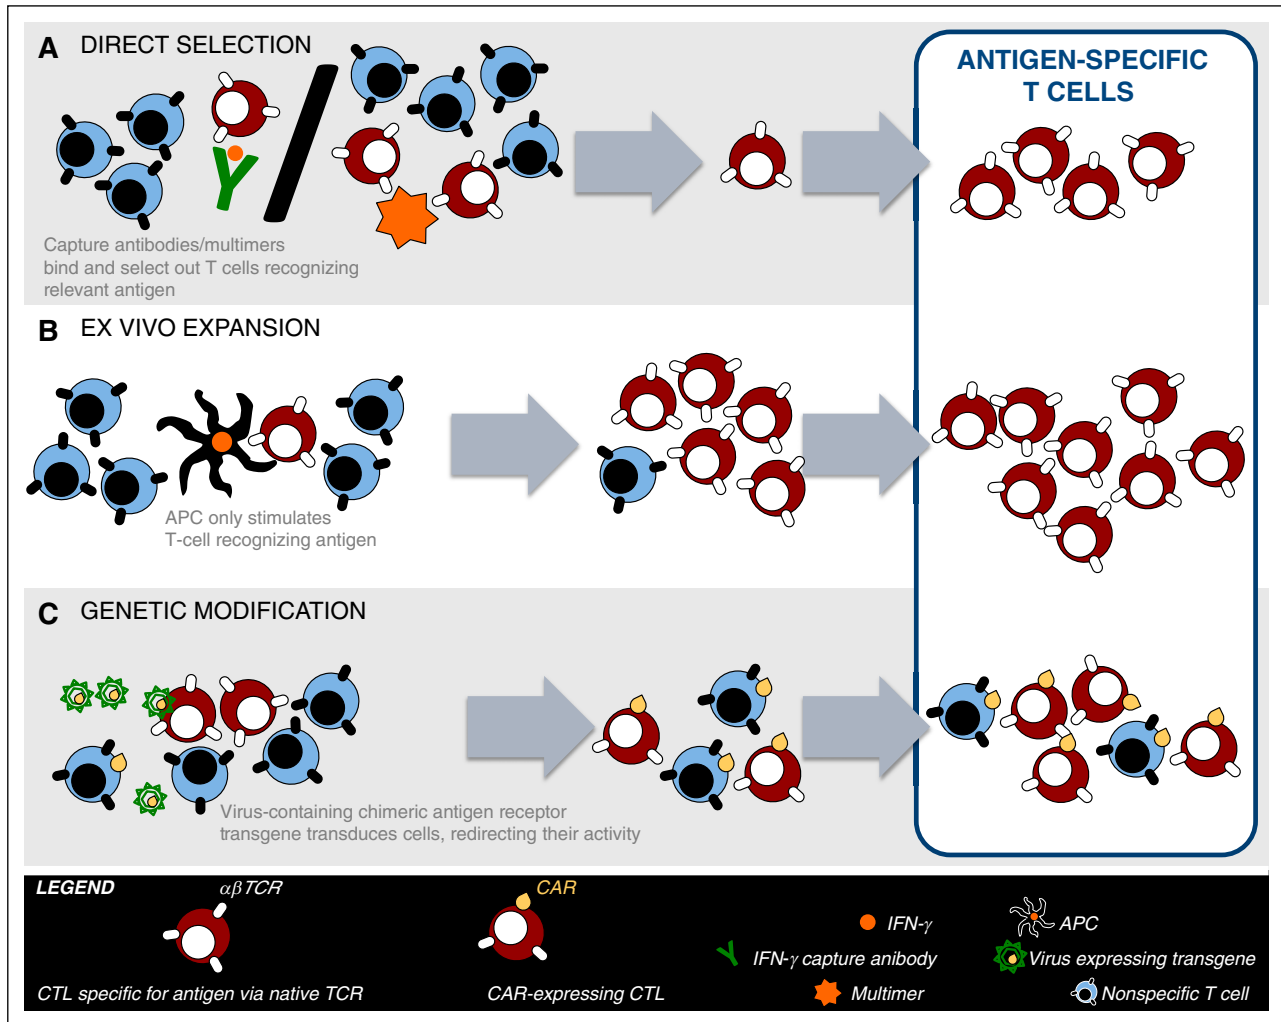 A DIRECT SELECTION
ANTIGEN-SPECIFIC
T CELLS
Capture antibodies/multimers
bind and select out T cells recognizing
relevant antigen
B EX VIVO EXPANSION
APC only stimulates
T-cell recognizing antigen
C GENETIC MODIFICATION
Virus-containing chimeric antigen receptor
transgene transduces cells, redirecting their activity
LEGEND
αβTCR
CAR
IFN-γ
APC
IFN-γ capture anibody
Virus expressing transgene
CTL specific for antigen via native TCR
CAR-expressing CTL
Multimer
Nonspecific T cell